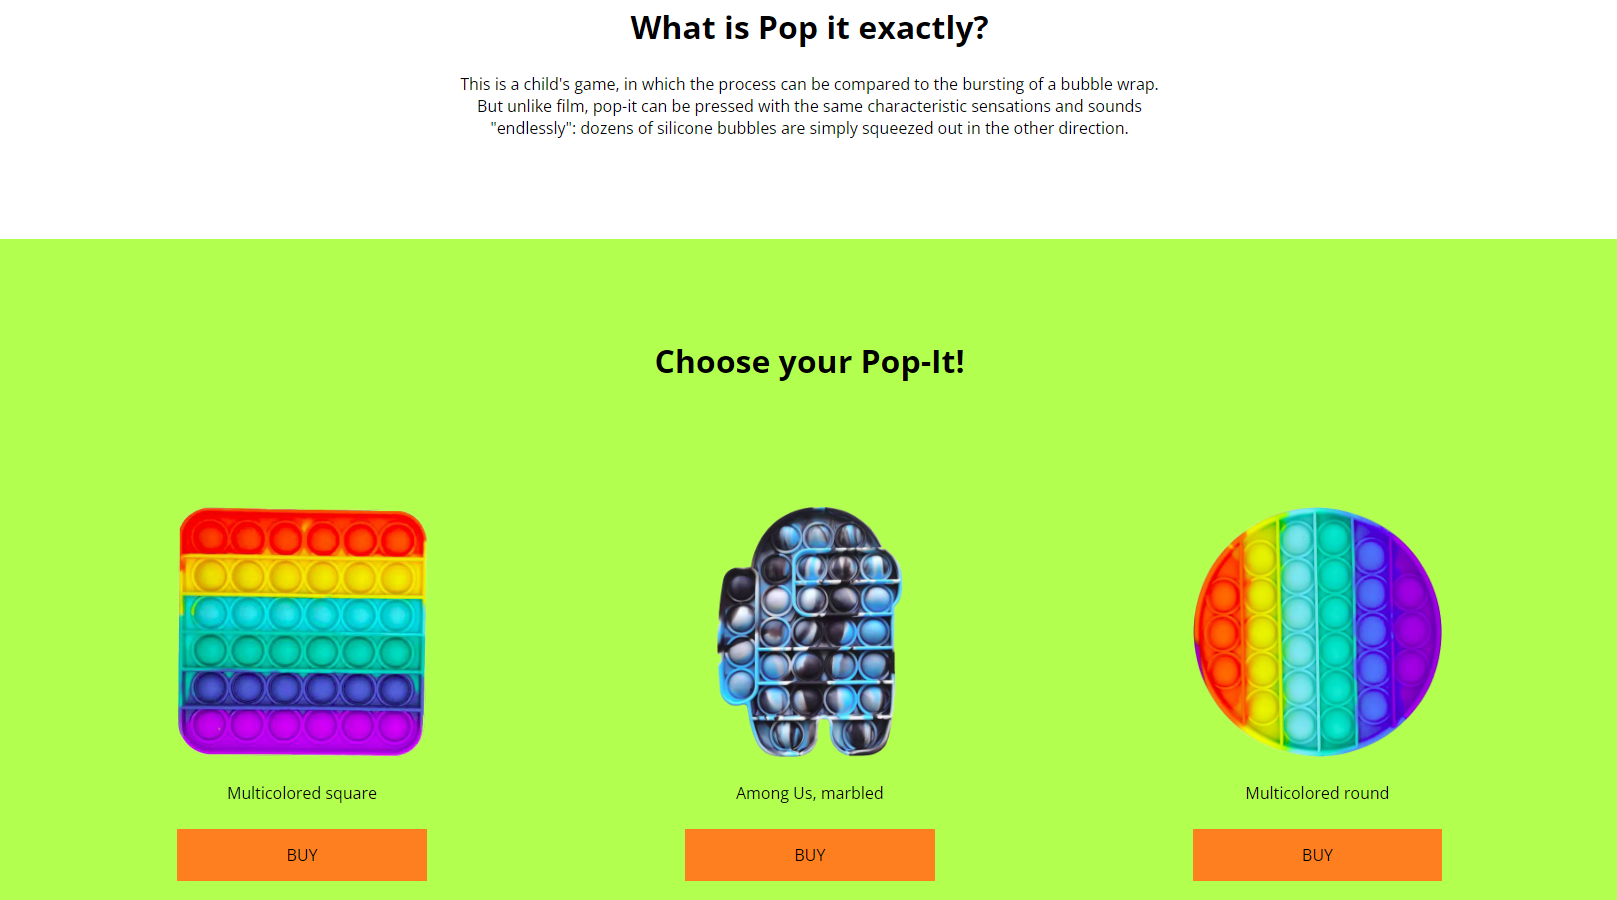 What is Pop it exactly?
This is a child's game, in which the process can be compared to the bursting of a bubble wrap.
But unlike film, pop-it can be pressed with the same characteristic sensations and sounds
"endlessly": dozens of silicone bubbles are simply squeezed out in the other direction.
Choose your Pop-It!
Multicolored square
Among Us, marbled
Multicolored round
BUY
BUY
BUY